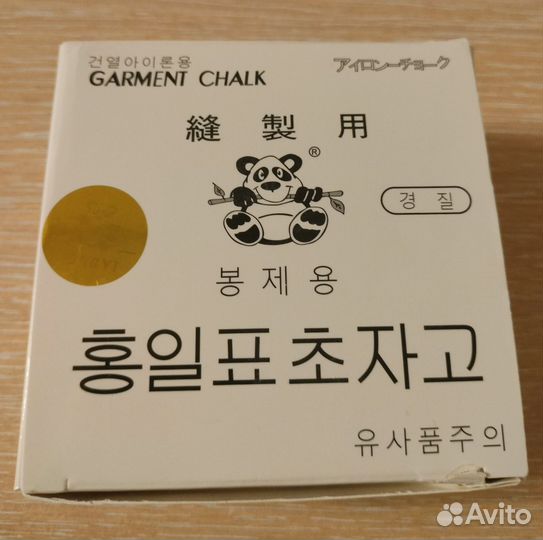 건열아이론용
GARMENT CHALK
アイロンーチョーク
縫製用
®
경질
봉제용
홍일표초자고
유사품주의
Avito